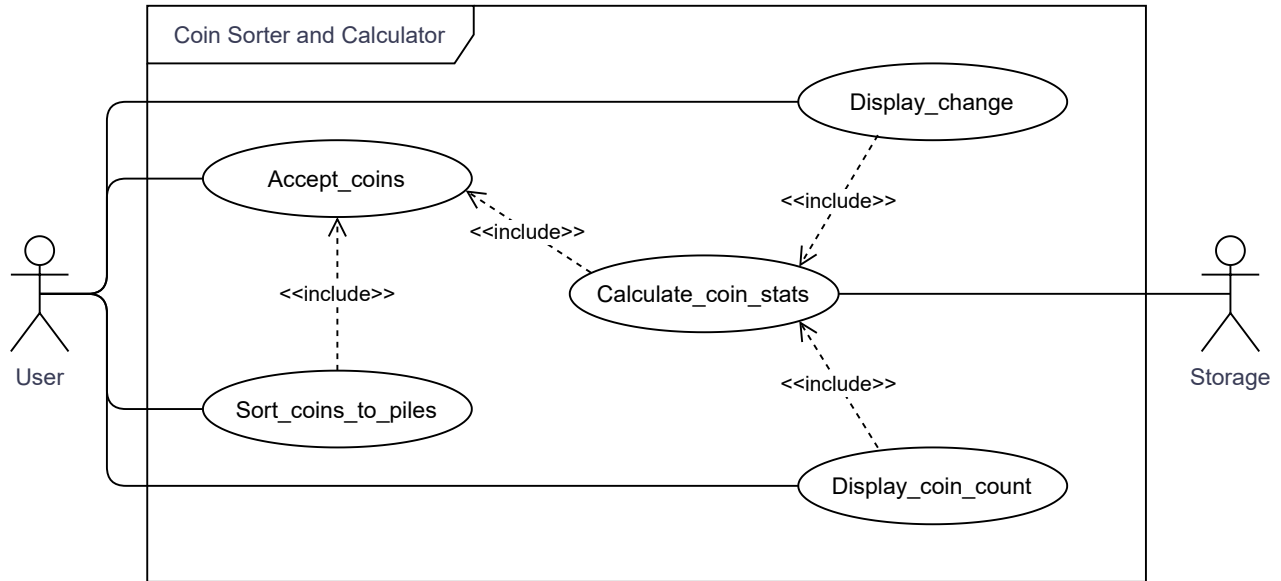 Coin Sorter and Calculator
Display_change
Accept_coins
<<include>>
<<include>>
<<include>>
Calculate_coin_stats
User
Storage
<<include>>
Sort_coins_to_piles
Display_coin_count